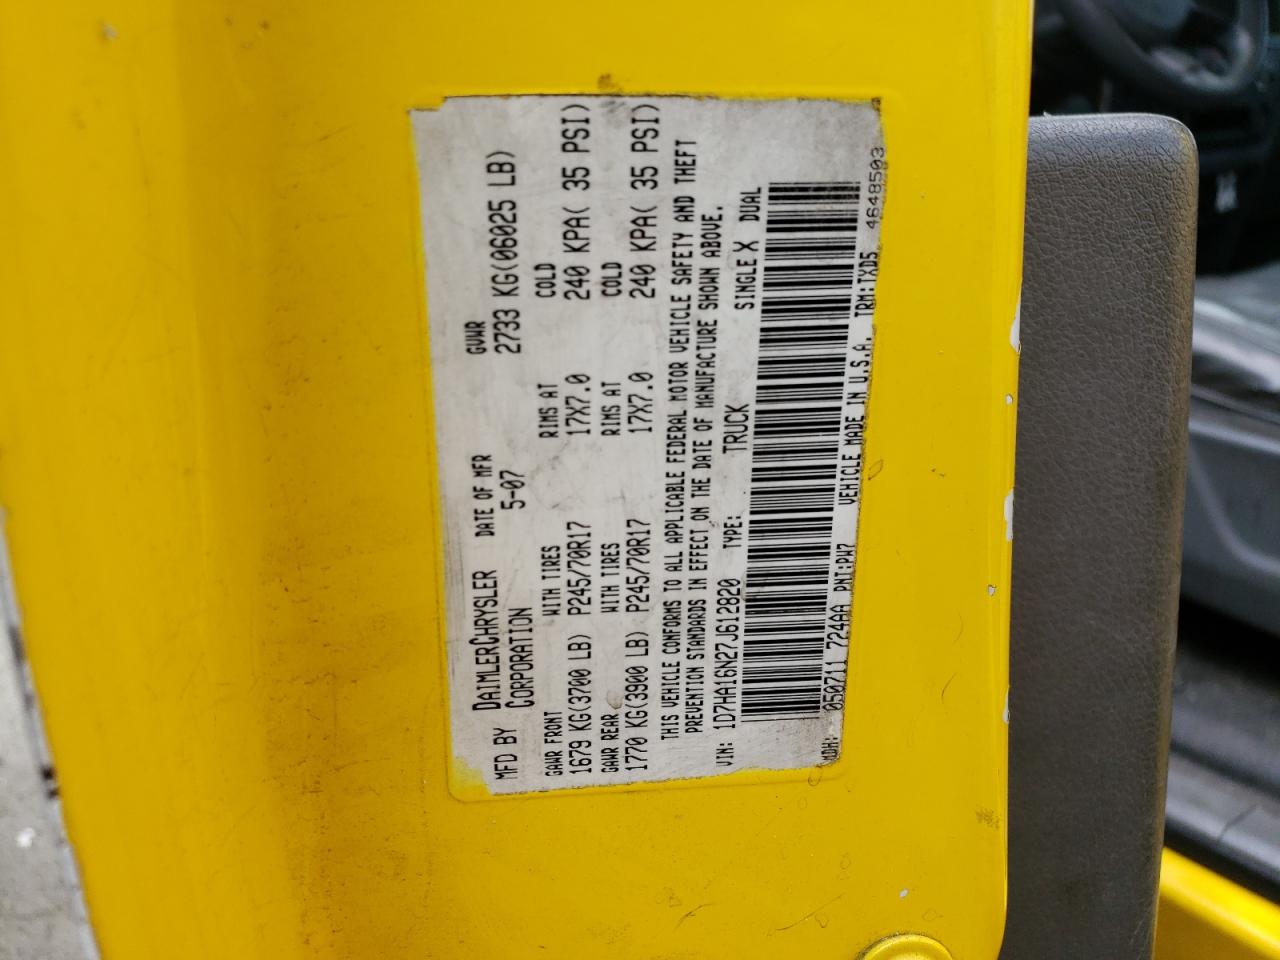 MFD BY DAIMLERCHRYSLER CORPORATION DATE OF MFR 5-07 GVWR 2733 KG(06025 LB)
GAWR FRONT WITH TIRES RIMS AT COLD
1679 KG(3700 LB) P245/70R17 17X7.0 240 KPA( 35 PSI)
GAWR REAR WITH TIRES RIMS AT COLD
1770 KG(3900 LB) P245/70R17 17X7.0 240 KPA( 35 PSI)
THIS VEHICLE CONFORMS TO ALL APPLICABLE FEDERAL MOTOR VEHICLE SAFETY AND THEFT
PREVENTION STANDARDS IN EFFECT ON THE DATE OF MANUFACTURE SHOWN ABOVE.
VIN: 1D7HA16N27J612820 TYPE: TRUCK SINGLE X DUAL
MDH: 050711 724AA PNT:PW7 VEHICLE MADE IN U.S.A. TRM:TXD5 4648503